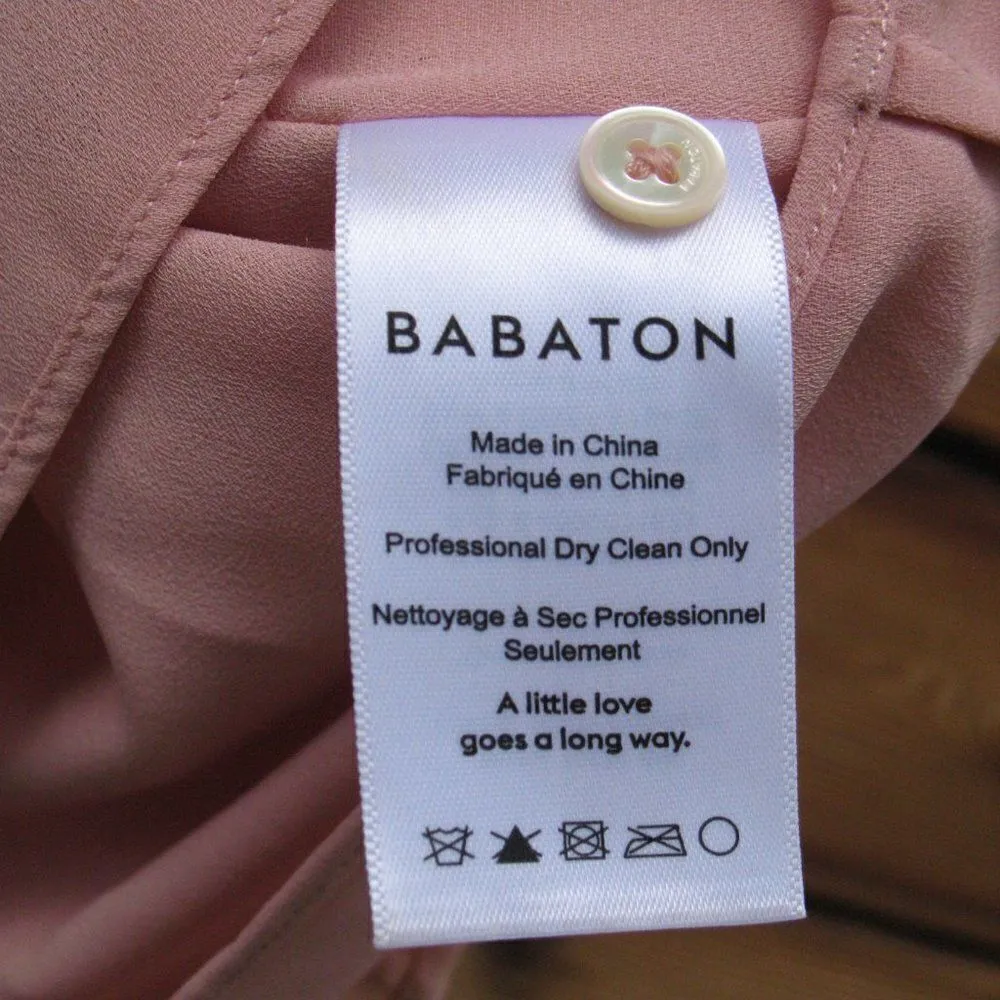 BABATON
BABATON
Made in China
Fabriqué en Chine
Professional Dry Clean Only
Nettoyage à Sec Professionnel
Seulement
A little love
goes a long way.